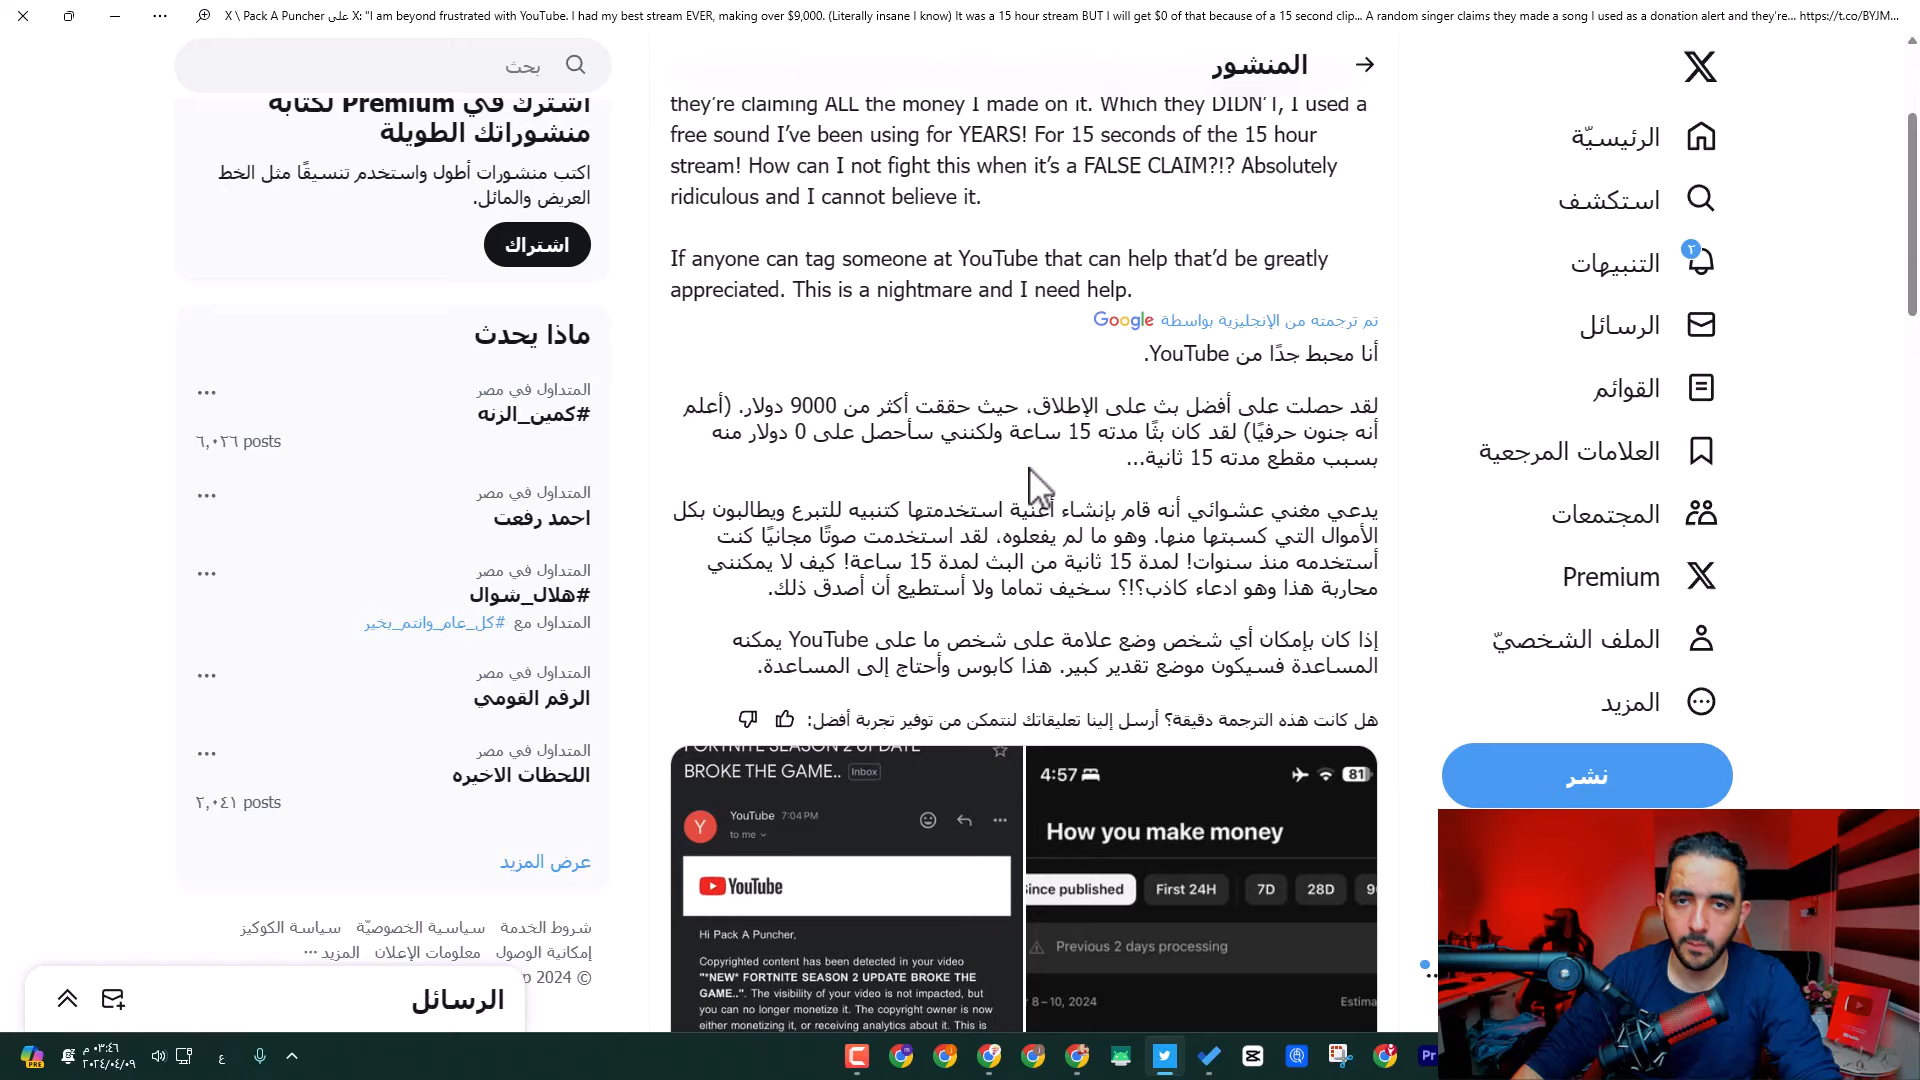 X \ Pack A Puncher على X: "I am beyond frustrated with YouTube. I had my best stream EVER, making over $9,000. (Literally insane I know) It was a 15 hour stream BUT I will get $0 of that because of a 15 second clip... A random singer claims they made a song I used as a donation alert and they're... https://t.co/BYJM...
بحث
اشترك في Premium لكتابة
منشوراتك الطويلة
اكتب منشورات أطول واستخدم تنسيقًا مثل الخط
العريض والمائل.
اشتراك
ماذا يحدث
المتداول في مصر
#كمين_الزنه
٦,٠٢٦ posts
المتداول في مصر
احمد رفعت
المتداول في مصر
#هلال_شوال
المتداول مع #كل_عام_وانتم_بخير
المتداول في مصر
الرقم القومي
المتداول في مصر
اللحظات الاخيره
٢,٠٤١ posts
عرض المزيد
شروط الخدمة سياسية الخصوصيّة سياسة الكوكيز
إمكانية الوصول معلومات الإعلان المزيد
© 2024
الرسائل
المنشور
they're claiming ALL the money I made on it. Which they DIDN'T, I used a
free sound I've been using for YEARS! For 15 seconds of the 15 hour
stream! How can I not fight this when it's a FALSE CLAIM?!? Absolutely
ridiculous and I cannot believe it.
If anyone can tag someone at YouTube that can help that'd be greatly
appreciated. This is a nightmare and I need help.
تم ترجمته من الإنجليزية بواسطة Google
أنا محبط جدًا من YouTube.
لقد حصلت على أفضل بث على الإطلاق، حيث حققت أكثر من 9000 دولار. (أعلم
أنه جنون حرفيًا) لقد كان بثًا مدته 15 ساعة ولكنني سأحصل على 0 دولار منه
بسبب مقطع مدته 15 ثانية...
يدعي مغني عشوائي أنه قام بإنشاء أغنية استخدمتها كتنبيه للتبرع ويطالبون بكل
الأموال التي كسبتها منها. وهو ما لم يفعلوه، لقد استخدمت صوتًا مجانيًا كنت
أستخدمه منذ سنوات! لمدة 15 ثانية من البث لمدة 15 ساعة! كيف لا يمكنني
محاربة هذا وهو ادعاء كاذب؟!؟ سخيف تماما ولا أستطيع أن أصدق ذلك.
إذا كان بإمكان أي شخص وضع علامة على شخص ما على YouTube يمكنه
المساعدة فسيكون موضع تقدير كبير. هذا كابوس وأحتاج إلى المساعدة.
هل كانت هذه الترجمة دقيقة؟ أرسل إلينا تعليقاتك لنتمكن من توفير تجربة أفضل:
FORTNITE SEASON 2 UPDATE
BROKE THE GAME.. Inbox
Y
YouTube 7:04 PM
to me
YouTube
Hi Pack A Puncher,
Copyrighted content has been detected in your video
"*NEW* FORTNITE SEASON 2 UPDATE BROKE THE
GAME..". The visibility of your video is not impacted, but
you can no longer monetize it. The copyright owner is now
either monetizing it, or receiving analytics about it. This is
4:57
81
How you make money
Since published First 24H 7D 28D
Previous 2 days processing
8 – 10, 2024
الرئيسيّة
استكشف
٢
التنبيهات
الرسائل
القوائم
العلامات المرجعية
المجتمعات
Premium
الملف الشخصيّ
المزيد
نشر
PRE
٠٣:٤٦ م
٢٠٢٤/٠٤/٠٩
ع
Pr